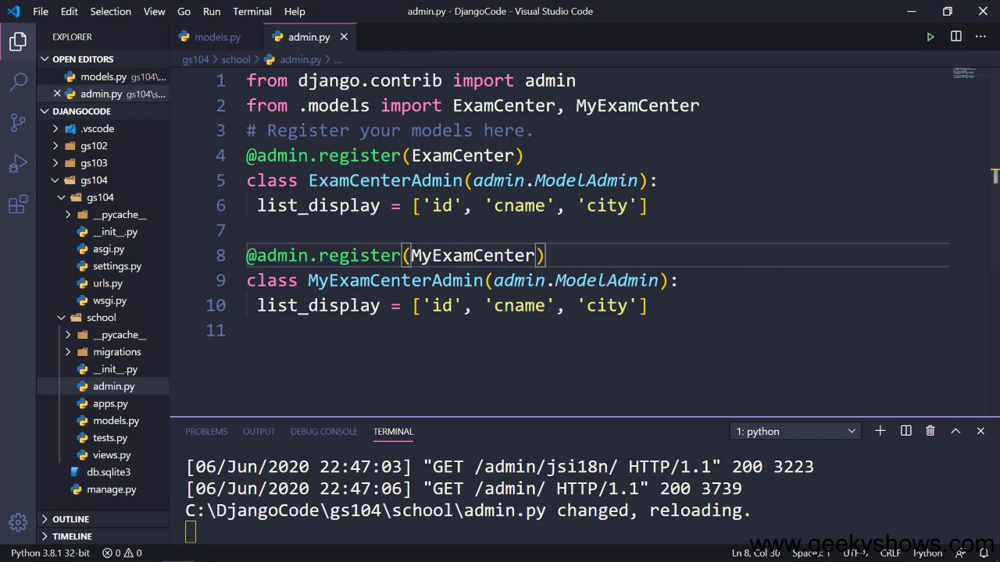 File Edit Selection View Go Run Terminal Help admin.py - DjangoCode - Visual Studio Code
EXPLORER
OPEN EDITORS
models.py gs104\...
admin.py gs104\s...
DJANGOCODE
.vscode
gs102
gs103
gs104
gs104
__pycache__
__init__.py
asgi.py
settings.py
urls.py
wsgi.py
school
__pycache__
migrations
__init__.py
admin.py
apps.py
models.py
tests.py
views.py
db.sqlite3
manage.py
OUTLINE
TIMELINE
models.py admin.py
gs104 > school > admin.py > ...
1 from django.contrib import admin
2 from .models import ExamCenter, MyExamCenter
3 # Register your models here.
4 @admin.register(ExamCenter)
5 class ExamCenterAdmin(admin.ModelAdmin):
6 list_display = ['id', 'cname', 'city']
7
8 @admin.register(MyExamCenter)
9 class MyExamCenterAdmin(admin.ModelAdmin):
10 list_display = ['id', 'cname', 'city']
11
PROBLEMS OUTPUT DEBUG CONSOLE TERMINAL 1: python
[06/Jun/2020 22:47:03] "GET /admin/jsi18n/ HTTP/1.1" 200 3223
[06/Jun/2020 22:47:06] "GET /admin/ HTTP/1.1" 200 3739
C:\DjangoCode\gs104\school\admin.py changed, reloading.
www.geekyshows.com
Python 3.8.1 32-bit 0 0 Ln 8, Col 30 Spaces: 1 UTF-8 CRLF Python